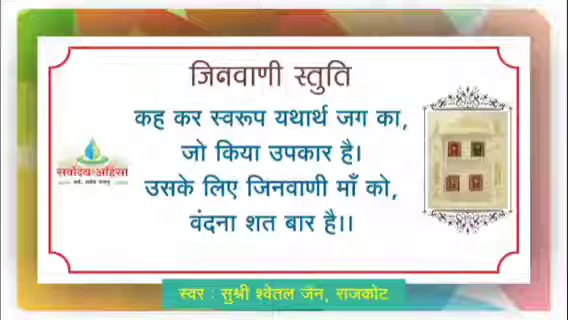 जिनवाणी स्तुति
कह कर स्वरूप यथार्थ जग का,
जो किया उपकार है।
उसके लिए जिनवाणी माँ को,
वंदना शत बार है।।
सर्वोदय अहिंसा
स्वर : सुश्री श्वेतल जैन, राजकोट